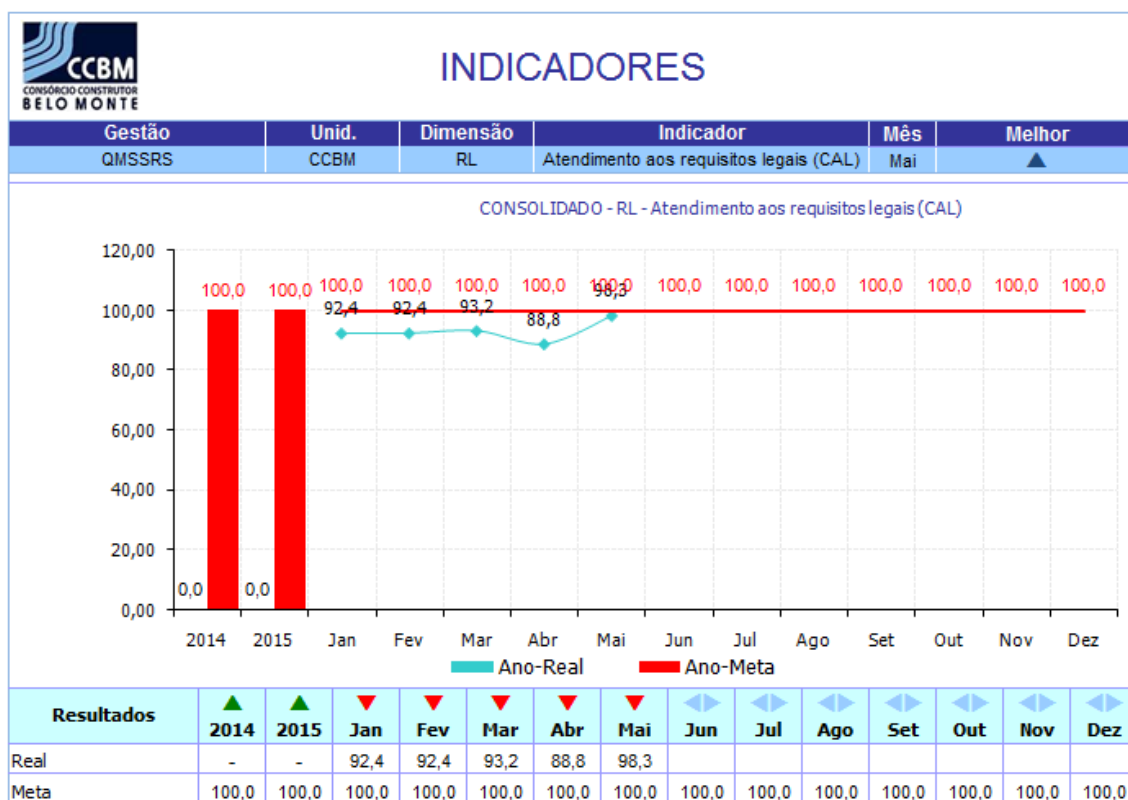 CCBM
CONSÓRCIO CONSTRUTOR
BELO MONTE
INDICADORES
Gestão Unid. Dimensão Indicador Mês Melhor
QMSSRS CCBM RL Atendimento aos requisitos legais (CAL) Mai
CONSOLIDADO - RL - Atendimento aos requisitos legais (CAL)
120,00
100,0 100,0 100,0 100,0 100,0 100,0 100,0 100,0 100,0 100,0 100,0 100,0 100,0 100,0
92,4 92,4 93,2 88,8 98,3
100,00
80,00
60,00
40,00
20,00
0,0 0,0
0,00
2014 2015 Jan Fev Mar Abr Mai Jun Jul Ago Set Out Nov Dez
Ano-Real Ano-Meta
Resultados 2014 2015 Jan Fev Mar Abr Mai Jun Jul Ago Set Out Nov Dez
Real - - 92,4 92,4 93,2 88,8 98,3
Meta 100,0 100,0 100,0 100,0 100,0 100,0 100,0 100,0 100,0 100,0 100,0 100,0 100,0 100,0